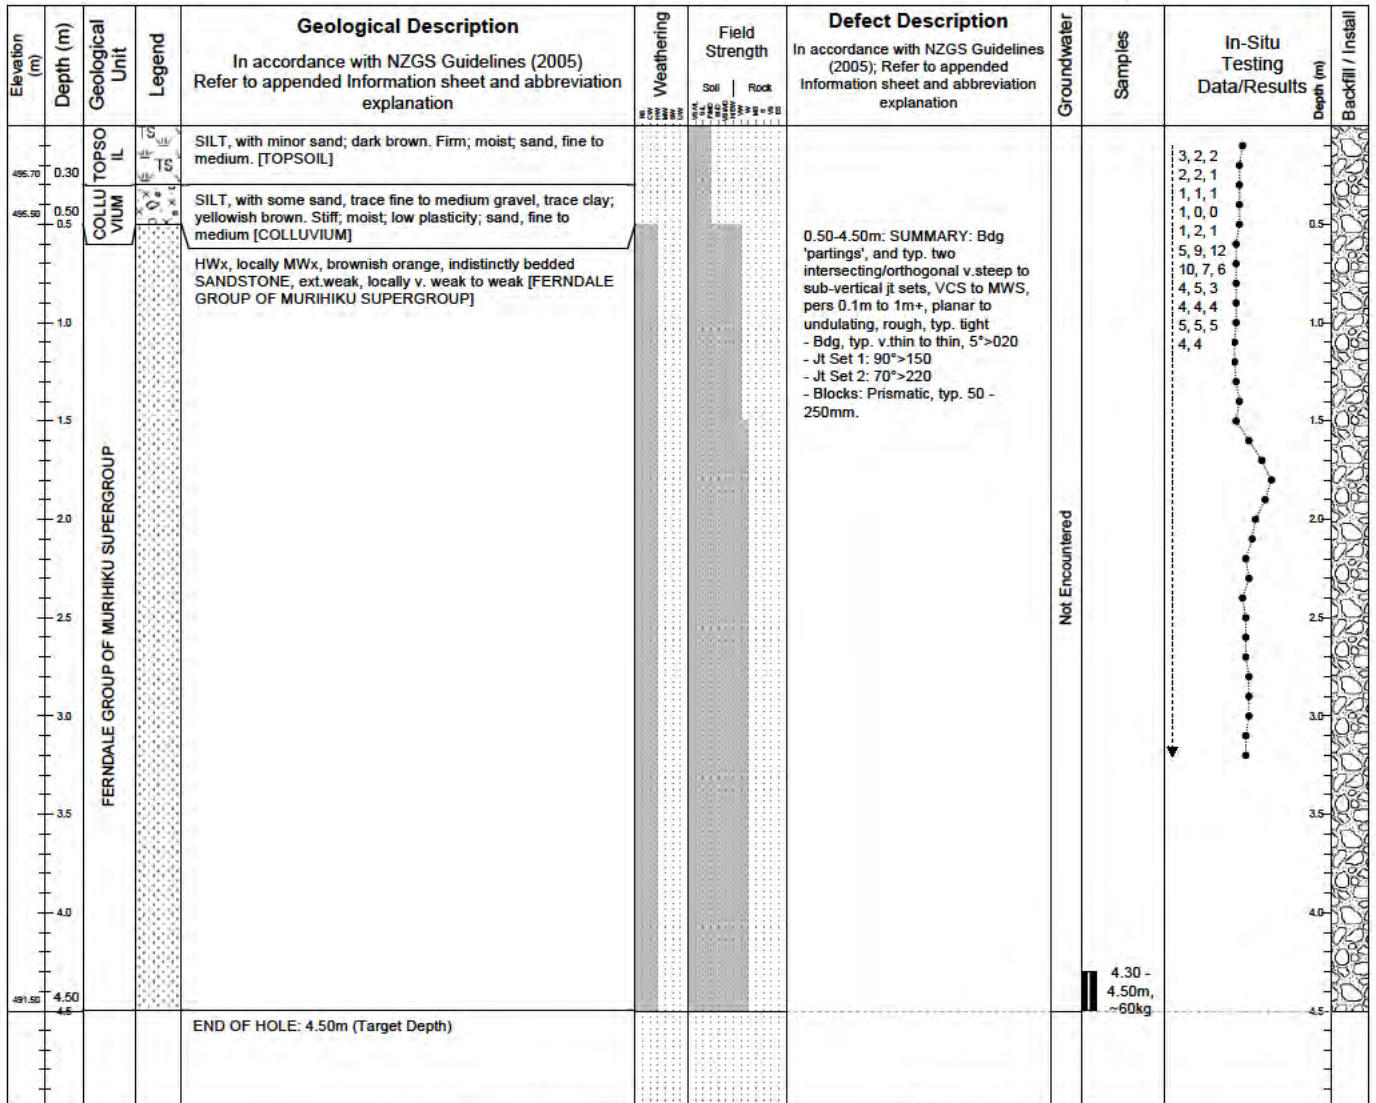 Elevation (m)
Depth (m)
Geological Unit
Legend
Geological Description
In accordance with NZGS Guidelines (2005)
Refer to appended Information sheet and abbreviation
explanation
Weathering
Field
Strength
Soil
Rock
Defect Description
In accordance with NZGS Guidelines
(2005); Refer to appended
Information sheet and abbreviation
explanation
Groundwater
Samples
In-Situ
Testing
Data/Results
Depth (m)
Backfill / Install
TOPSO
IL
TS
TS
SILT, with minor sand; dark brown. Firm; moist; sand, fine to
medium. [TOPSOIL]
495.70
0.30
COLLU
VIUM
SILT, with some sand, trace fine to medium gravel, trace clay;
yellowish brown. Stiff; moist; low plasticity; sand, fine to
medium [COLLUVIUM]
495.50
0.50
0.5
HWx, locally MWx, brownish orange, indistinctly bedded
SANDSTONE, ext.weak, locally v. weak to weak [FERNDALE
GROUP OF MURIHIKU SUPERGROUP]
0.50-4.50m: SUMMARY: Bdg
'partings', and typ. two
intersecting/orthogonal v.steep to
sub-vertical jt sets, VCS to MWS,
pers 0.1m to 1m+, planar to
undulating, rough, typ. tight
- Bdg, typ. v.thin to thin, 5°>020
- Jt Set 1: 90°>150
- Jt Set 2: 70°>220
- Blocks: Prismatic, typ. 50 -
250mm.
3, 2, 2
2, 2, 1
1, 1, 1
1, 0, 0
1, 2, 1
5, 9, 12
10, 7, 6
4, 5, 3
4, 4, 4
5, 5, 5
4, 4
0.5
1.0
1.0
1.5
1.5
FERNDALE GROUP OF MURIHIKU SUPERGROUP
2.0
2.0
Not Encountered
2.5
2.5
3.0
3.0
3.5
3.5
4.0
4.0
4.30 -
4.50m,
~60kg
491.50
4.50
4.5
4.5
END OF HOLE: 4.50m (Target Depth)